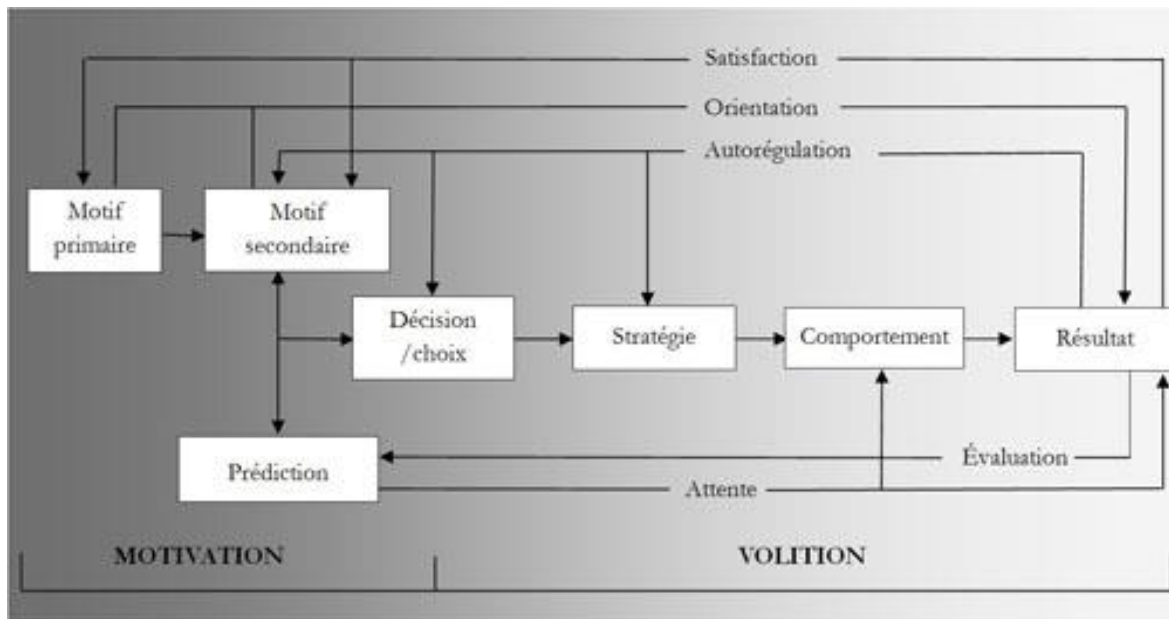 Satisfaction
Orientation
Autorégulation
Motif
primaire
Motif
secondaire
Décision
/choix
Stratégie
Comportement
Résultat
Prédiction
Évaluation
Attente
MOTIVATION
VOLITION